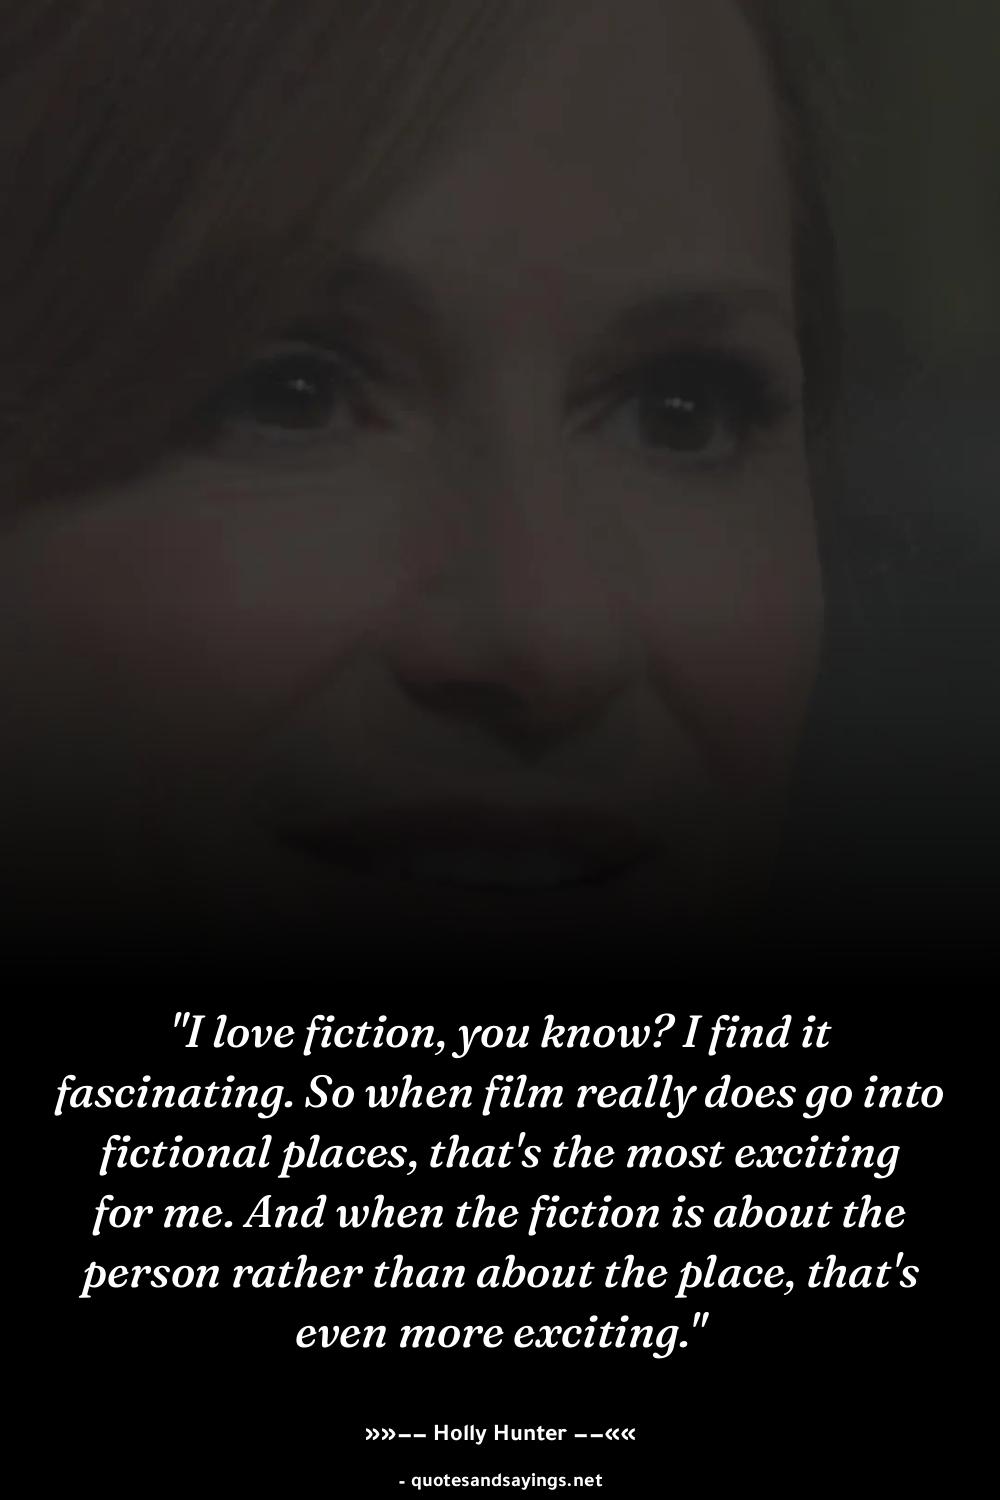 "I love fiction, you know? I find it
fascinating. So when film really does go into
fictional places, that's the most exciting
for me. And when the fiction is about the
person rather than about the place, that's
even more exciting."
»»-- Holly Hunter --««
- quotesandsayings.net